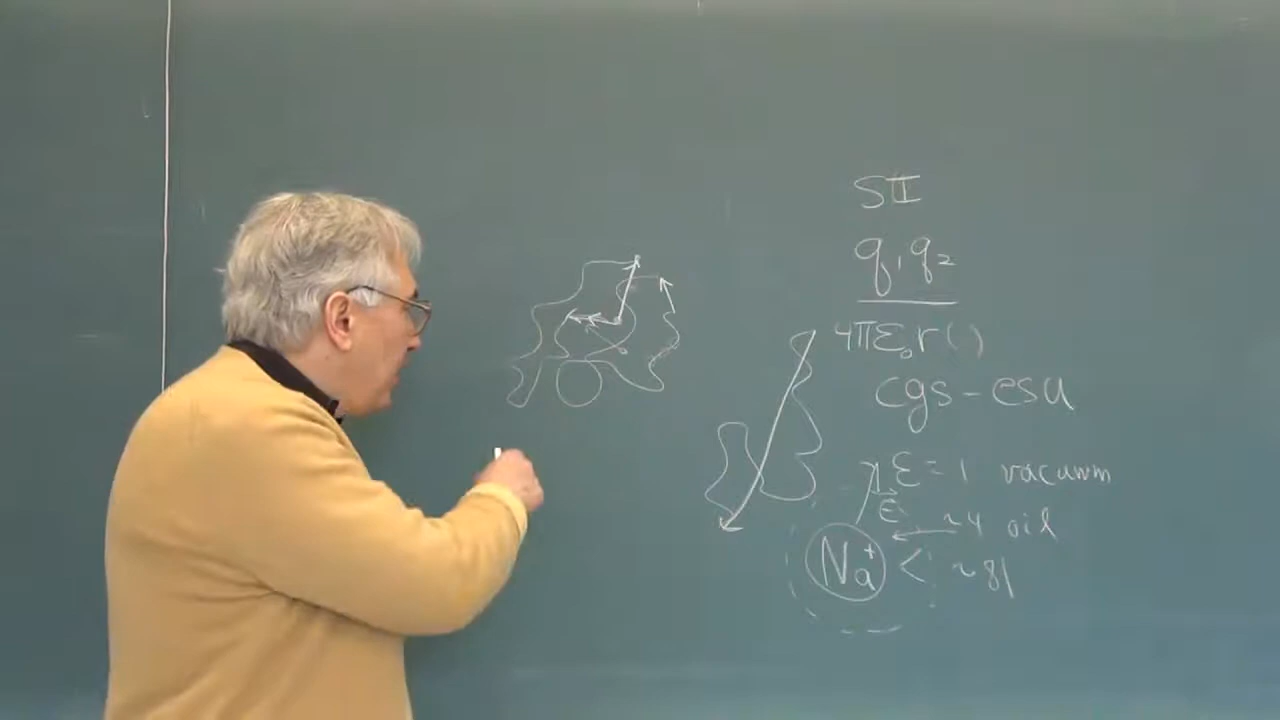 SI
q₁q₂
4πε₀r()
cgs-esu
ε=1 vacuum
ε ~4 oil
Na⁺ < ~81